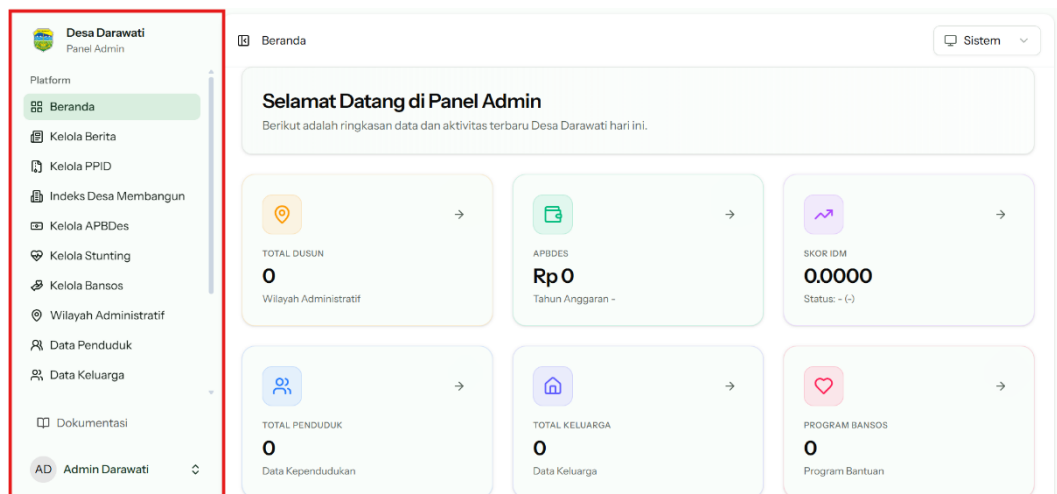 Desa Darawati
Panel Admin
Platform
Beranda
Kelola Berita
Kelola PPID
Indeks Desa Membangun
Kelola APBDes
Kelola Stunting
Kelola Bansos
Wilayah Administratif
Data Penduduk
Data Keluarga
Dokumentasi
AD Admin Darawati
Beranda
Sistem
Selamat Datang di Panel Admin
Berikut adalah ringkasan data dan aktivitas terbaru Desa Darawati hari ini.
TOTAL DUSUN
0
Wilayah Administratif
APBDES
Rp 0
Tahun Anggaran -
SKOR IDM
0.0000
Status: - (-)
TOTAL PENDUDUK
0
Data Kependudukan
TOTAL KELUARGA
0
Data Keluarga
PROGRAM BANSOS
0
Program Bantuan